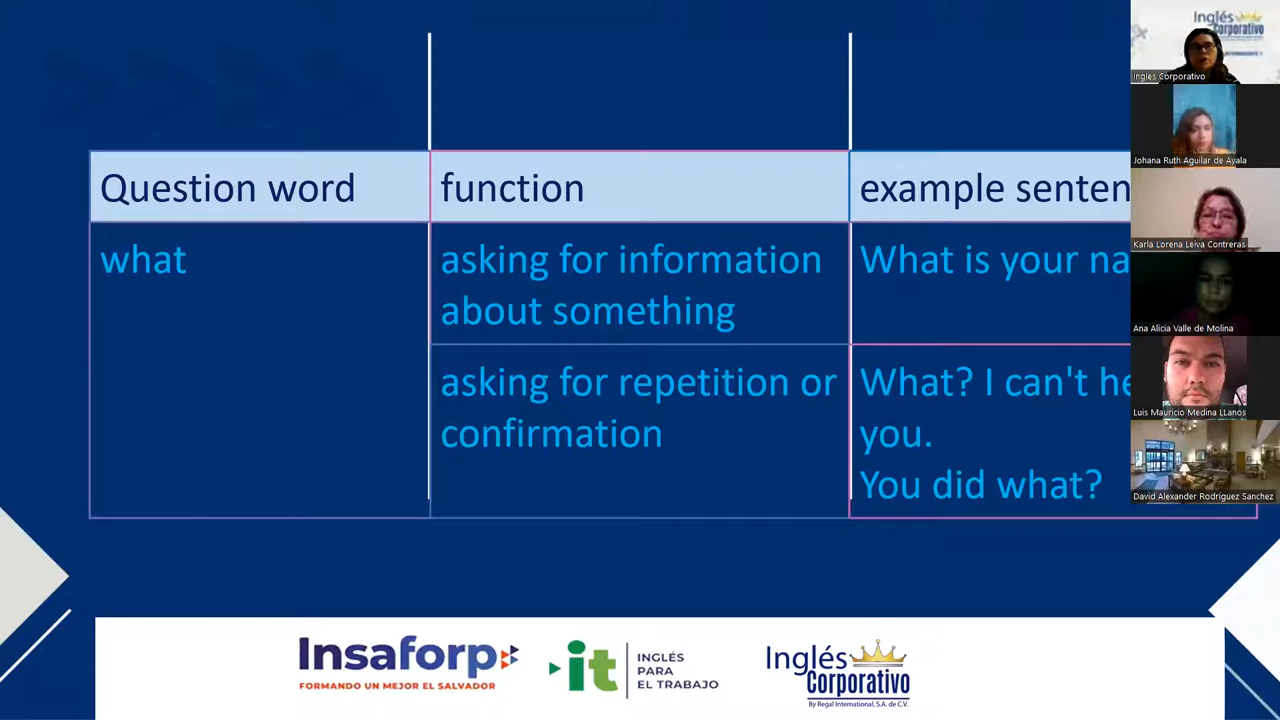 Question word
function
example senten
what
asking for information
about something
What is your na
asking for repetition or
confirmation
What? I can't he
you.
You did what?
Insaforp
FORMANDO UN MEJOR EL SALVADOR
it
INGLÉS
PARA
EL TRABAJO
Inglés
Corporativo
By Regal International, S.A. de C.V.
Inglés
Corporativo
Ingles Corporativo
Johana Ruth Aguilar de Ayala
Karla Lorena Leiva Contreras
Ana Alicia Valle de Molina
Luis Mauricio Medina LLanos
David Alexander Rodriguez Sanchez